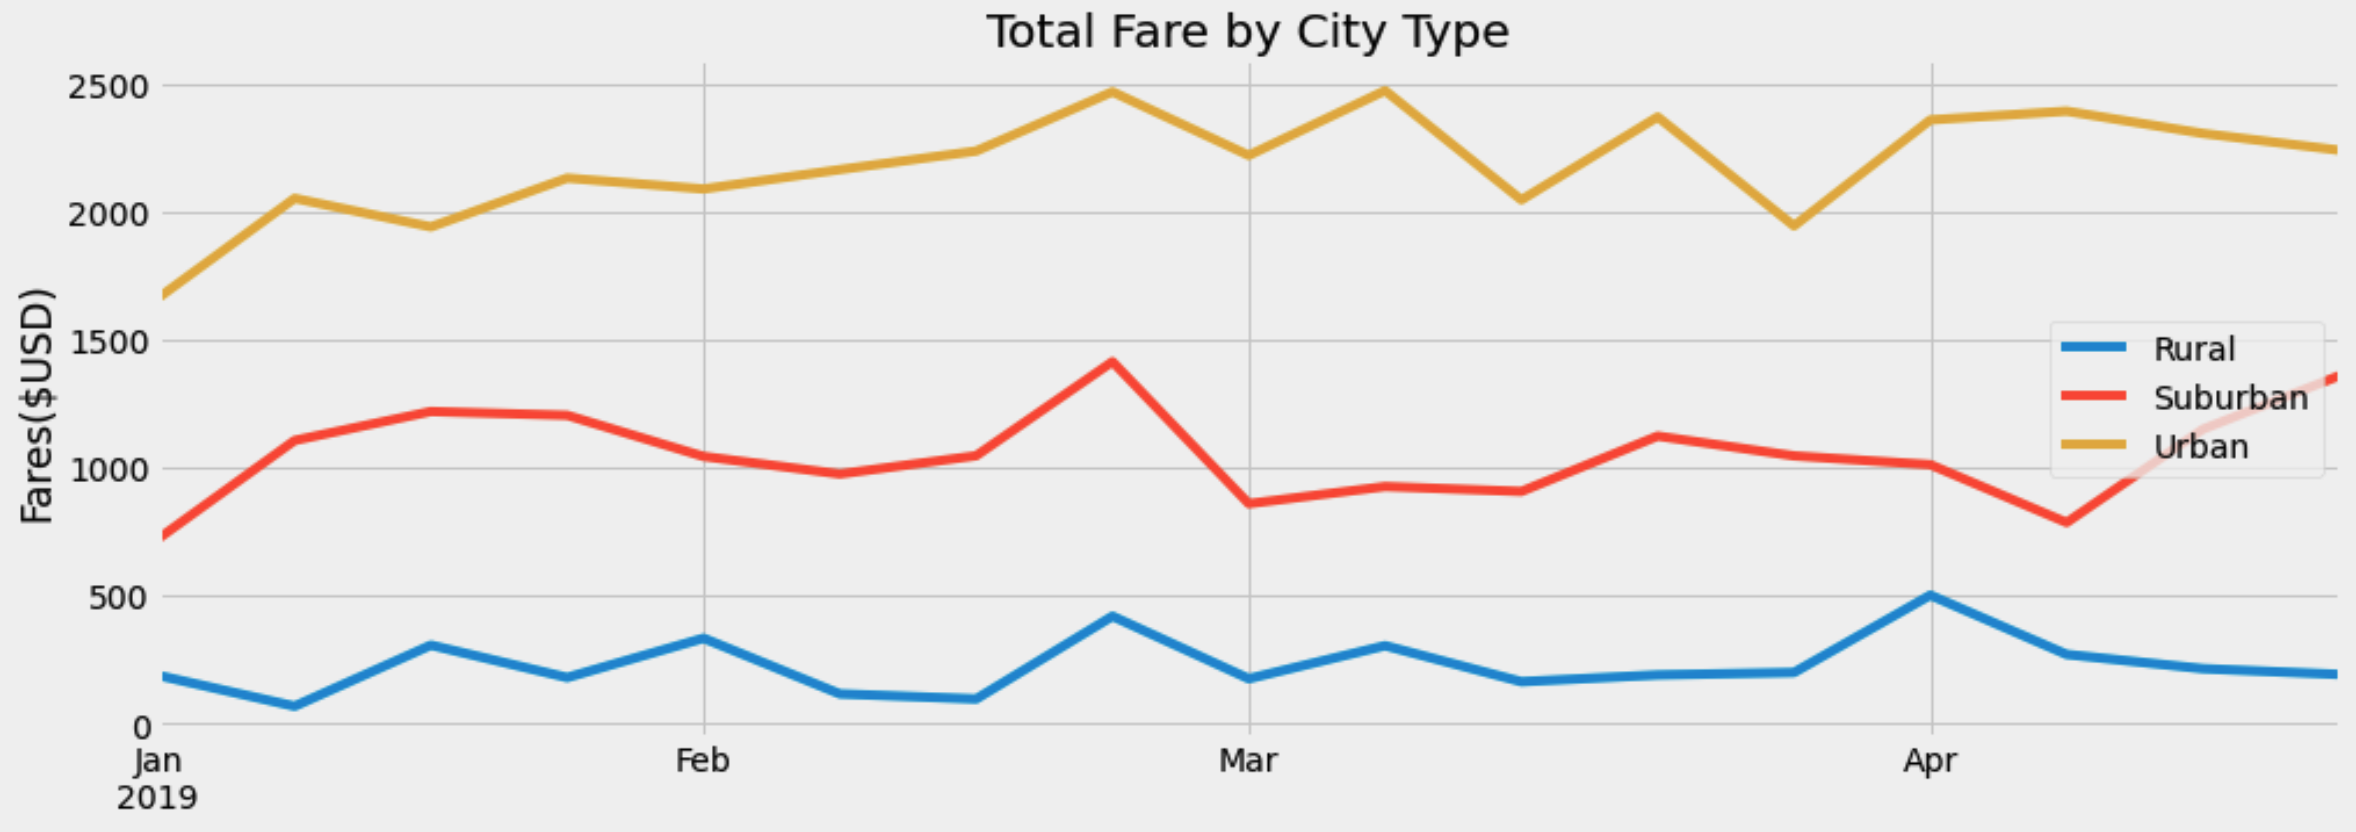 Total Fare by City Type
Fares($USD)
2500
2000
1500
1000
500
0
Rural
Suburban
Urban
Jan Feb Mar Apr
2019